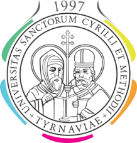 1997
UNIVERSITAS SANCTORUM CYRILLI ET METHODII
• TYRNAVIAE •